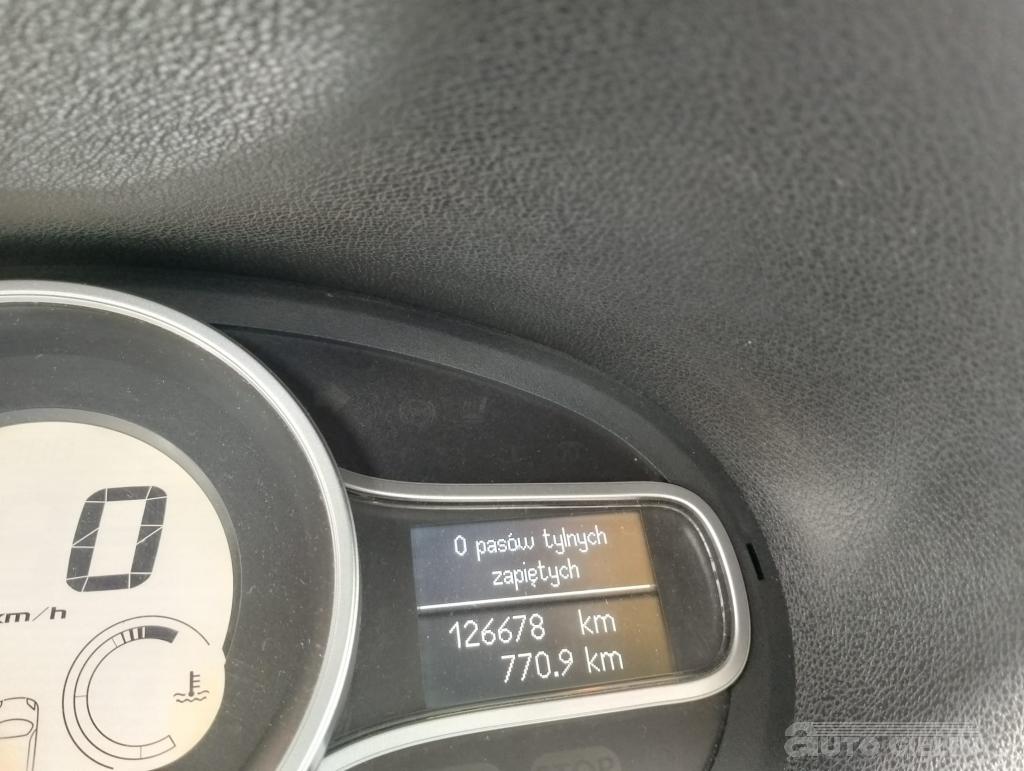 0 pasów tylnych
zapiętych
126678 km
770.9 km
0
km/h